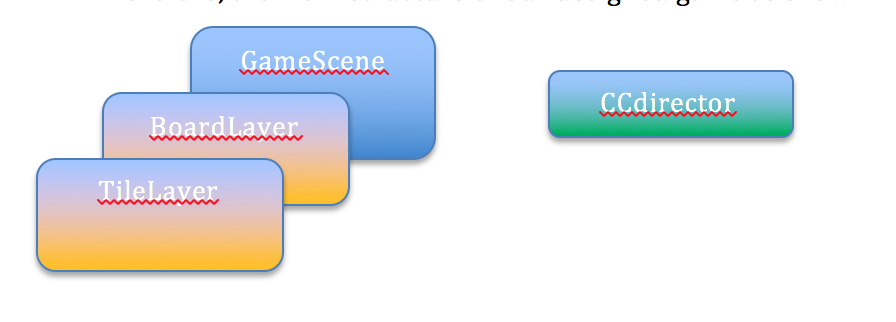 GameScene
CCdirector
BoardLayer
TileLayer